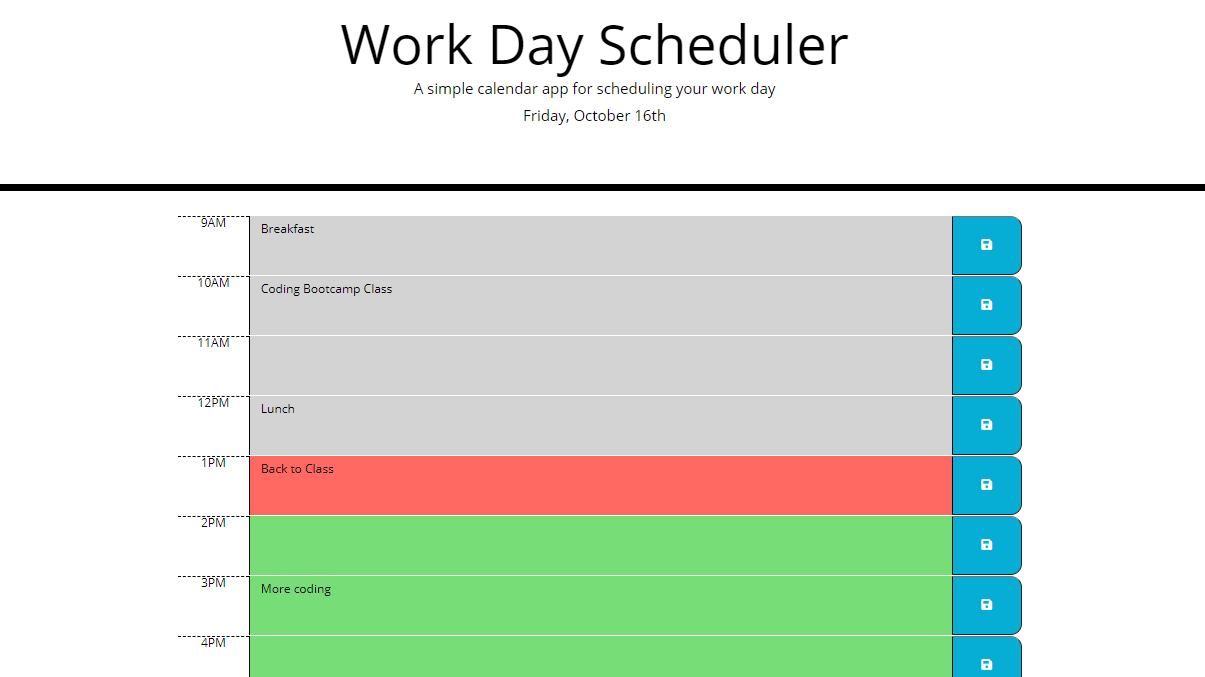 Work Day Scheduler
A simple calendar app for scheduling your work day
Friday, October 16th
9AM
Breakfast
10AM
Coding Bootcamp Class
11AM
12PM
Lunch
1PM
Back to Class
2PM
3PM
More coding
4PM